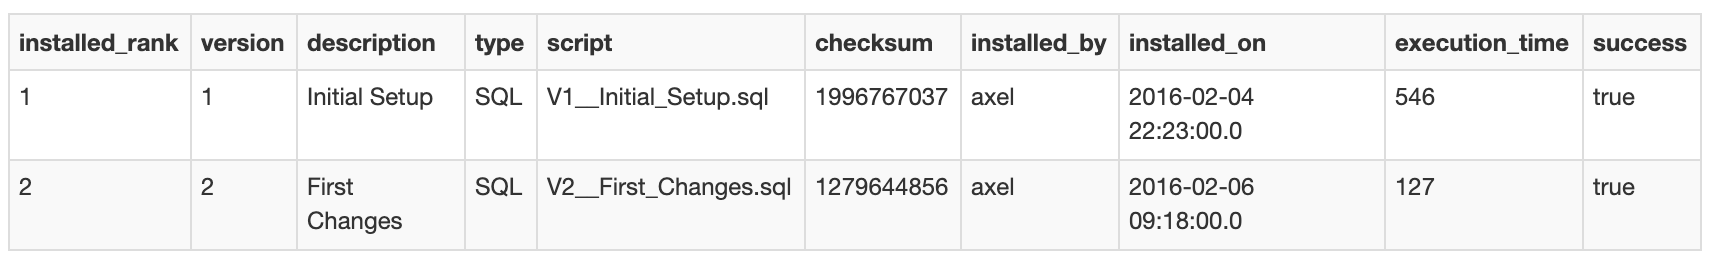 installed_rank version description type script checksum installed_by installed_on execution_time success
1 1 Initial Setup SQL V1__Initial_Setup.sql 1996767037 axel 2016-02-04 546 true
22:23:00.0
2 2 First SQL V2__First_Changes.sql 1279644856 axel 2016-02-06 127 true
Changes 09:18:00.0